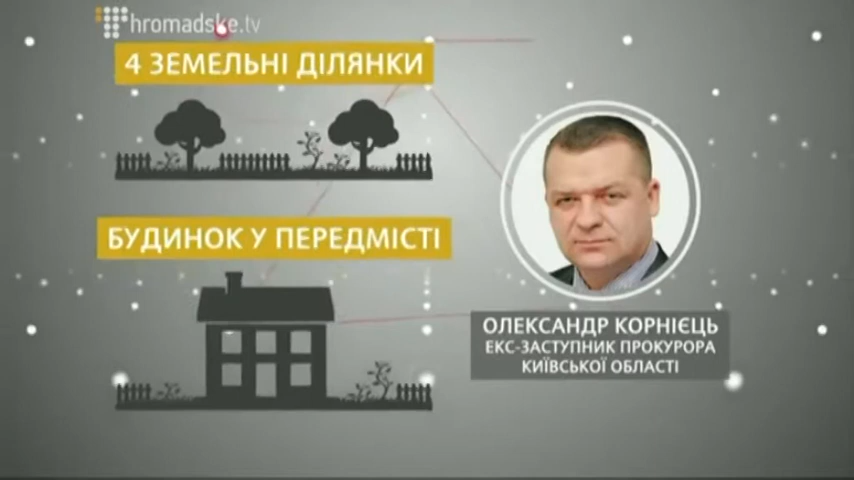 hromadske.tv
4 ЗЕМЕЛЬНІ ДІЛЯНКИ
БУДИНОК У ПЕРЕДМІСТІ
ОЛЕКСАНДР КОРНІЄЦЬ
ЕКС-ЗАСТУПНИК ПРОКУРОРА
КИЇВСЬКОЇ ОБЛАСТІ